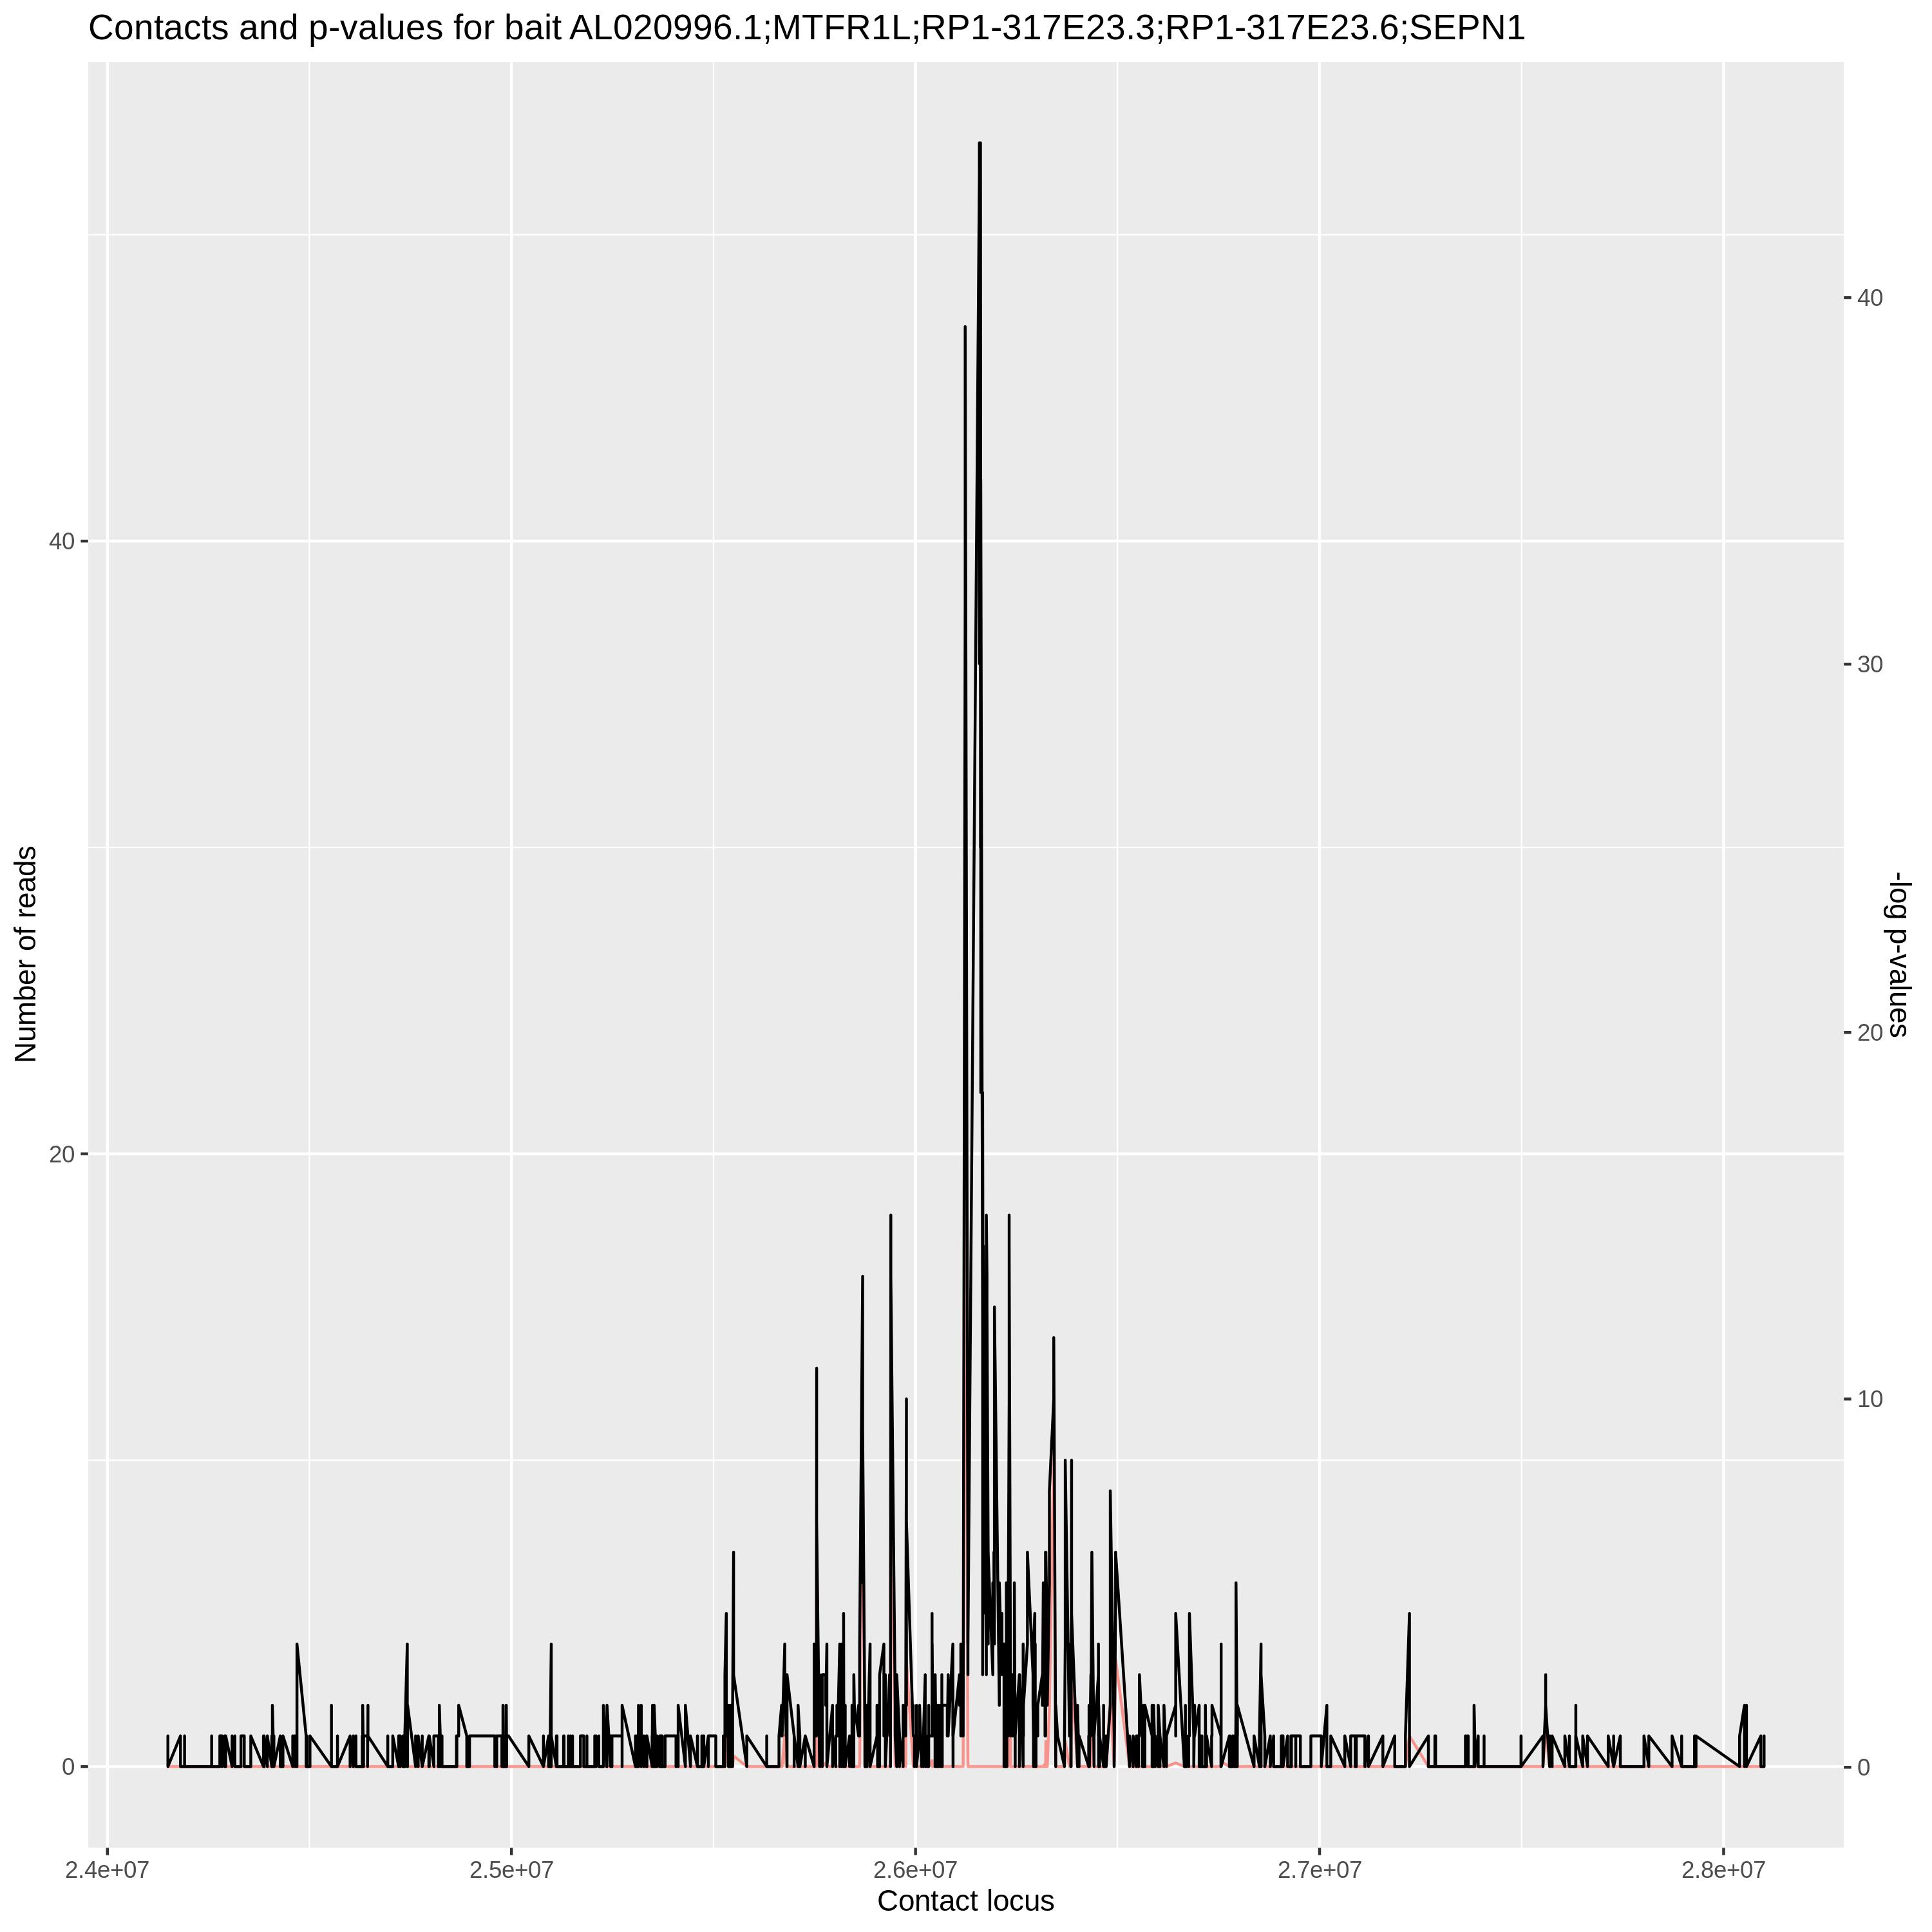 Contacts and p-values for bait AL020996.1;MTFR1L;RP1-317E23.3;RP1-317E23.6;SEPN1
Number of reads
40
20
0
-log p-values
40
30
20
10
0
2.4e+07 2.5e+07 2.6e+07 2.7e+07 2.8e+07
Contact locus